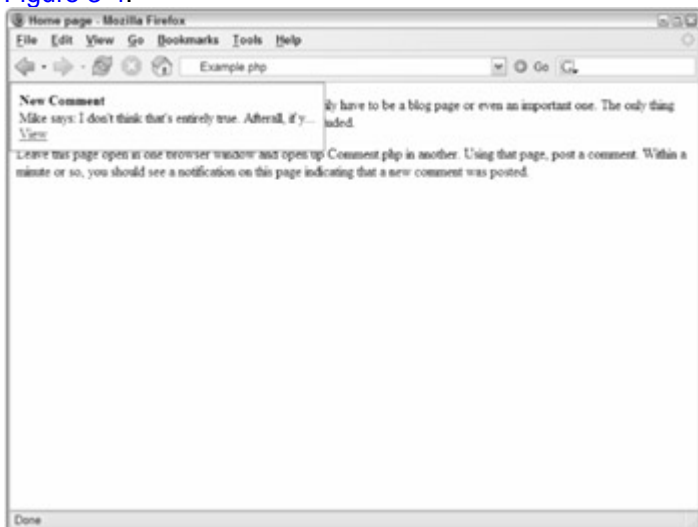 Home page - Mozilla Firefox
File Edit View Go Bookmarks Tools Help
Example php
Go
New Comment
Mike says: I don't think that's entirely true. Afterall, if y...
View
ily have to be a blog page or even an important one. The only thing
uded.
Leave this page open in one browser window and open up Comment php in another. Using that page, post a comment. Within a
minute or so, you should see a notification on this page indicating that a new comment was posted.
Done